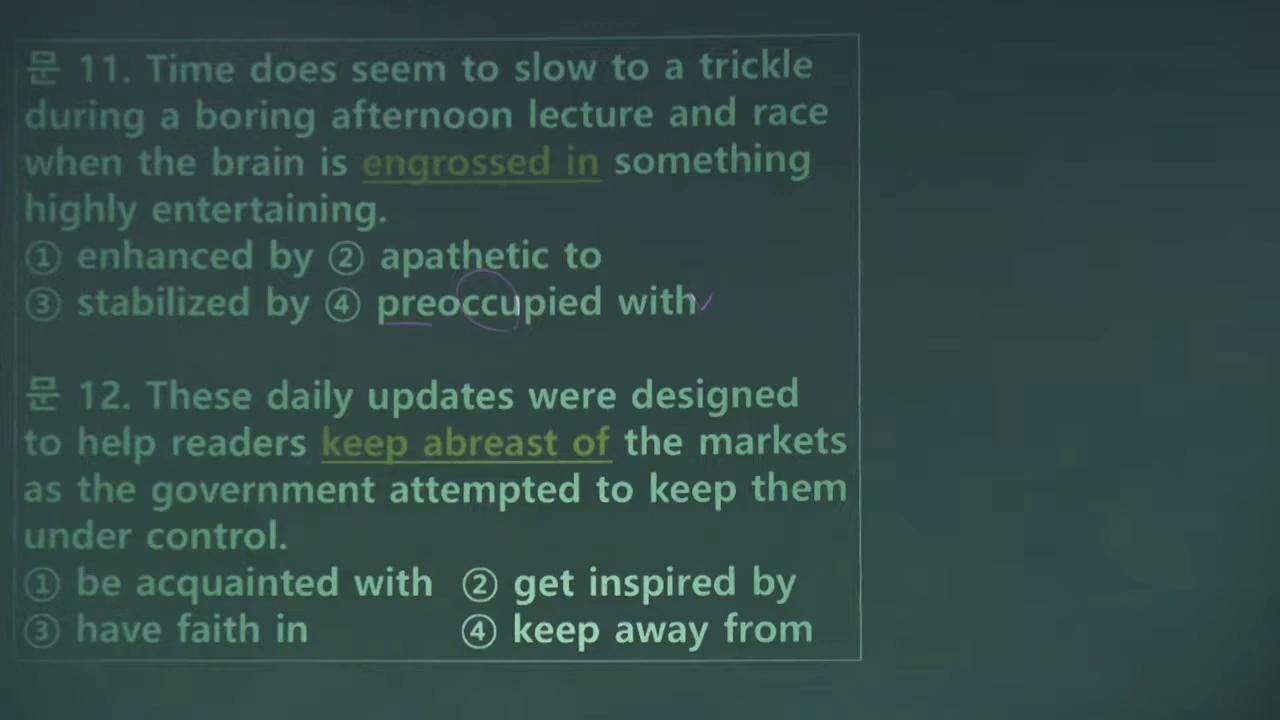 문 11. Time does seem to slow to a trickle
during a boring afternoon lecture and race
when the brain is engrossed in something
highly entertaining.
① enhanced by ② apathetic to
③ stabilized by ④ preoccupied with
문 12. These daily updates were designed
to help readers keep abreast of the markets
as the government attempted to keep them
under control.
① be acquainted with ② get inspired by
③ have faith in ④ keep away from